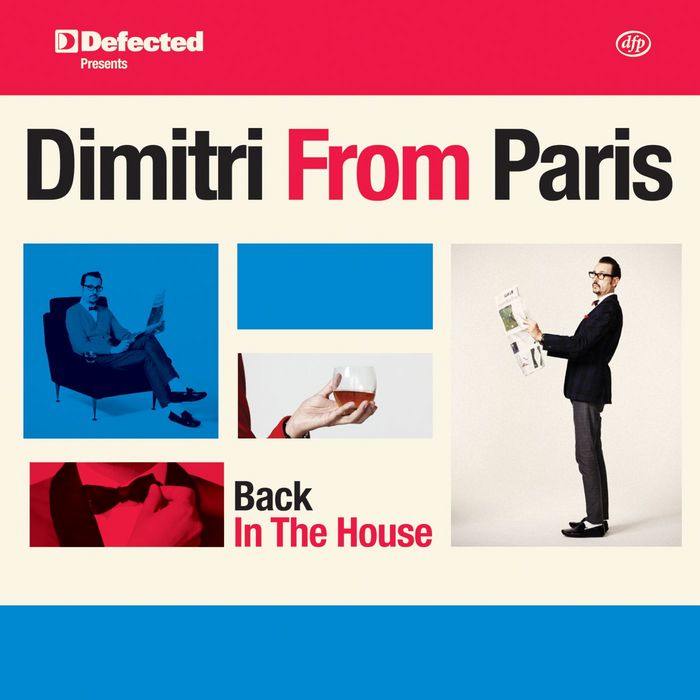 Defected
Presents
dfp
Dimitri From Paris
Back
In The House